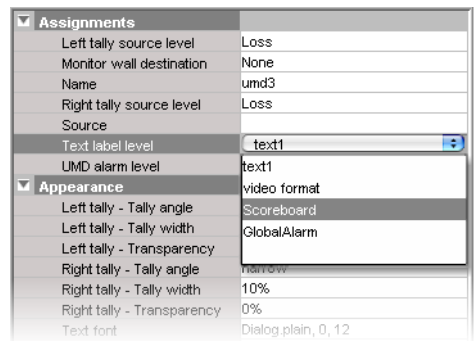 Assignments
Left tally source level Loss
Monitor wall destination None
Name umd3
Right tally source level Loss
Source
Text label level text1
UMD alarm level text1
Appearance video format
Left tally - Tally angle Scoreboard
Left tally - Tally width GlobalAlarm
Left tally - Transparency
Right tally - Tally angle narrow
Right tally - Tally width 10%
Right tally - Transparency 0%
Text font Dialog.plain, 0, 12